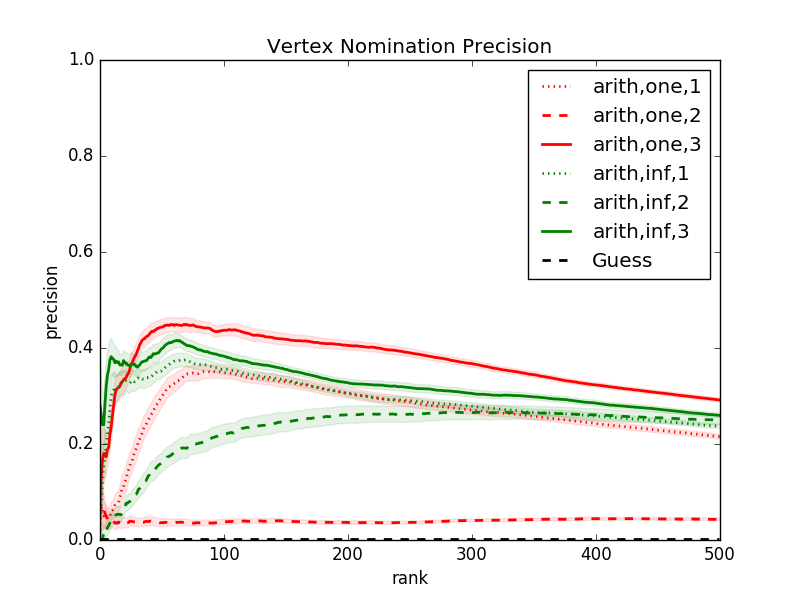 Vertex Nomination Precision
1.0
0.8
0.6
0.4
0.2
0.0
precision
arith,one,1
arith,one,2
arith,one,3
arith,inf,1
arith,inf,2
arith,inf,3
Guess
0 100 200 300 400 500
rank